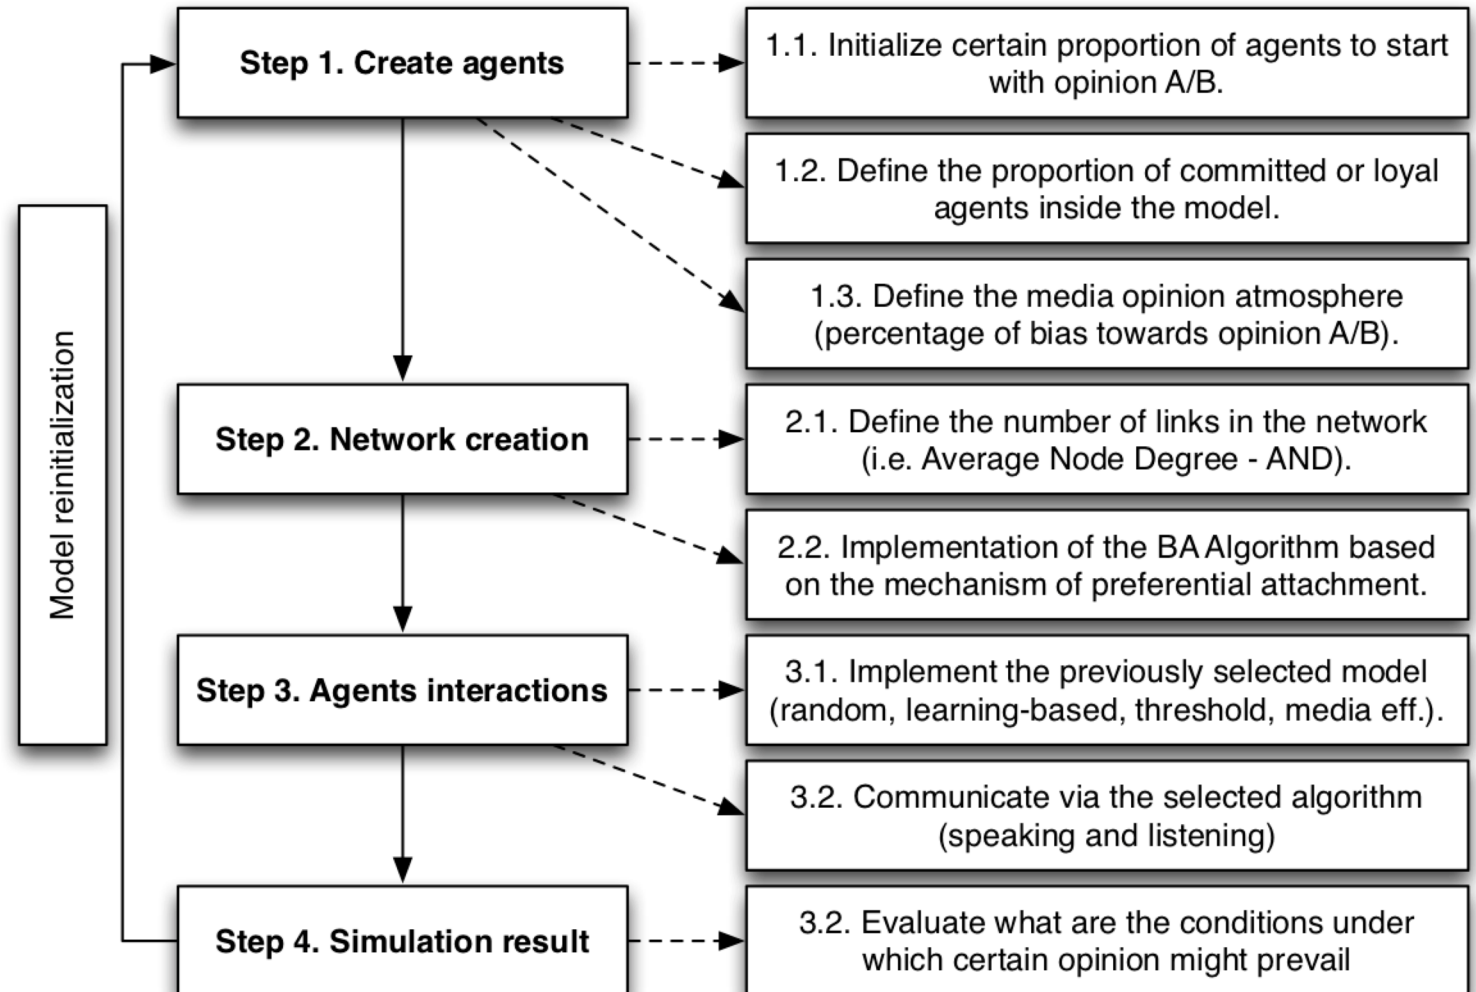 Step 1. Create agents
1.1. Initialize certain proportion of agents to start
with opinion A/B.
1.2. Define the proportion of committed or loyal
agents inside the model.
1.3. Define the media opinion atmosphere
(percentage of bias towards opinion A/B).
Model reinitialization
Step 2. Network creation
2.1. Define the number of links in the network
(i.e. Average Node Degree - AND).
2.2. Implementation of the BA Algorithm based
on the mechanism of preferential attachment.
Step 3. Agents interactions
3.1. Implement the previously selected model
(random, learning-based, threshold, media eff.).
3.2. Communicate via the selected algorithm
(speaking and listening)
Step 4. Simulation result
3.2. Evaluate what are the conditions under
which certain opinion might prevail